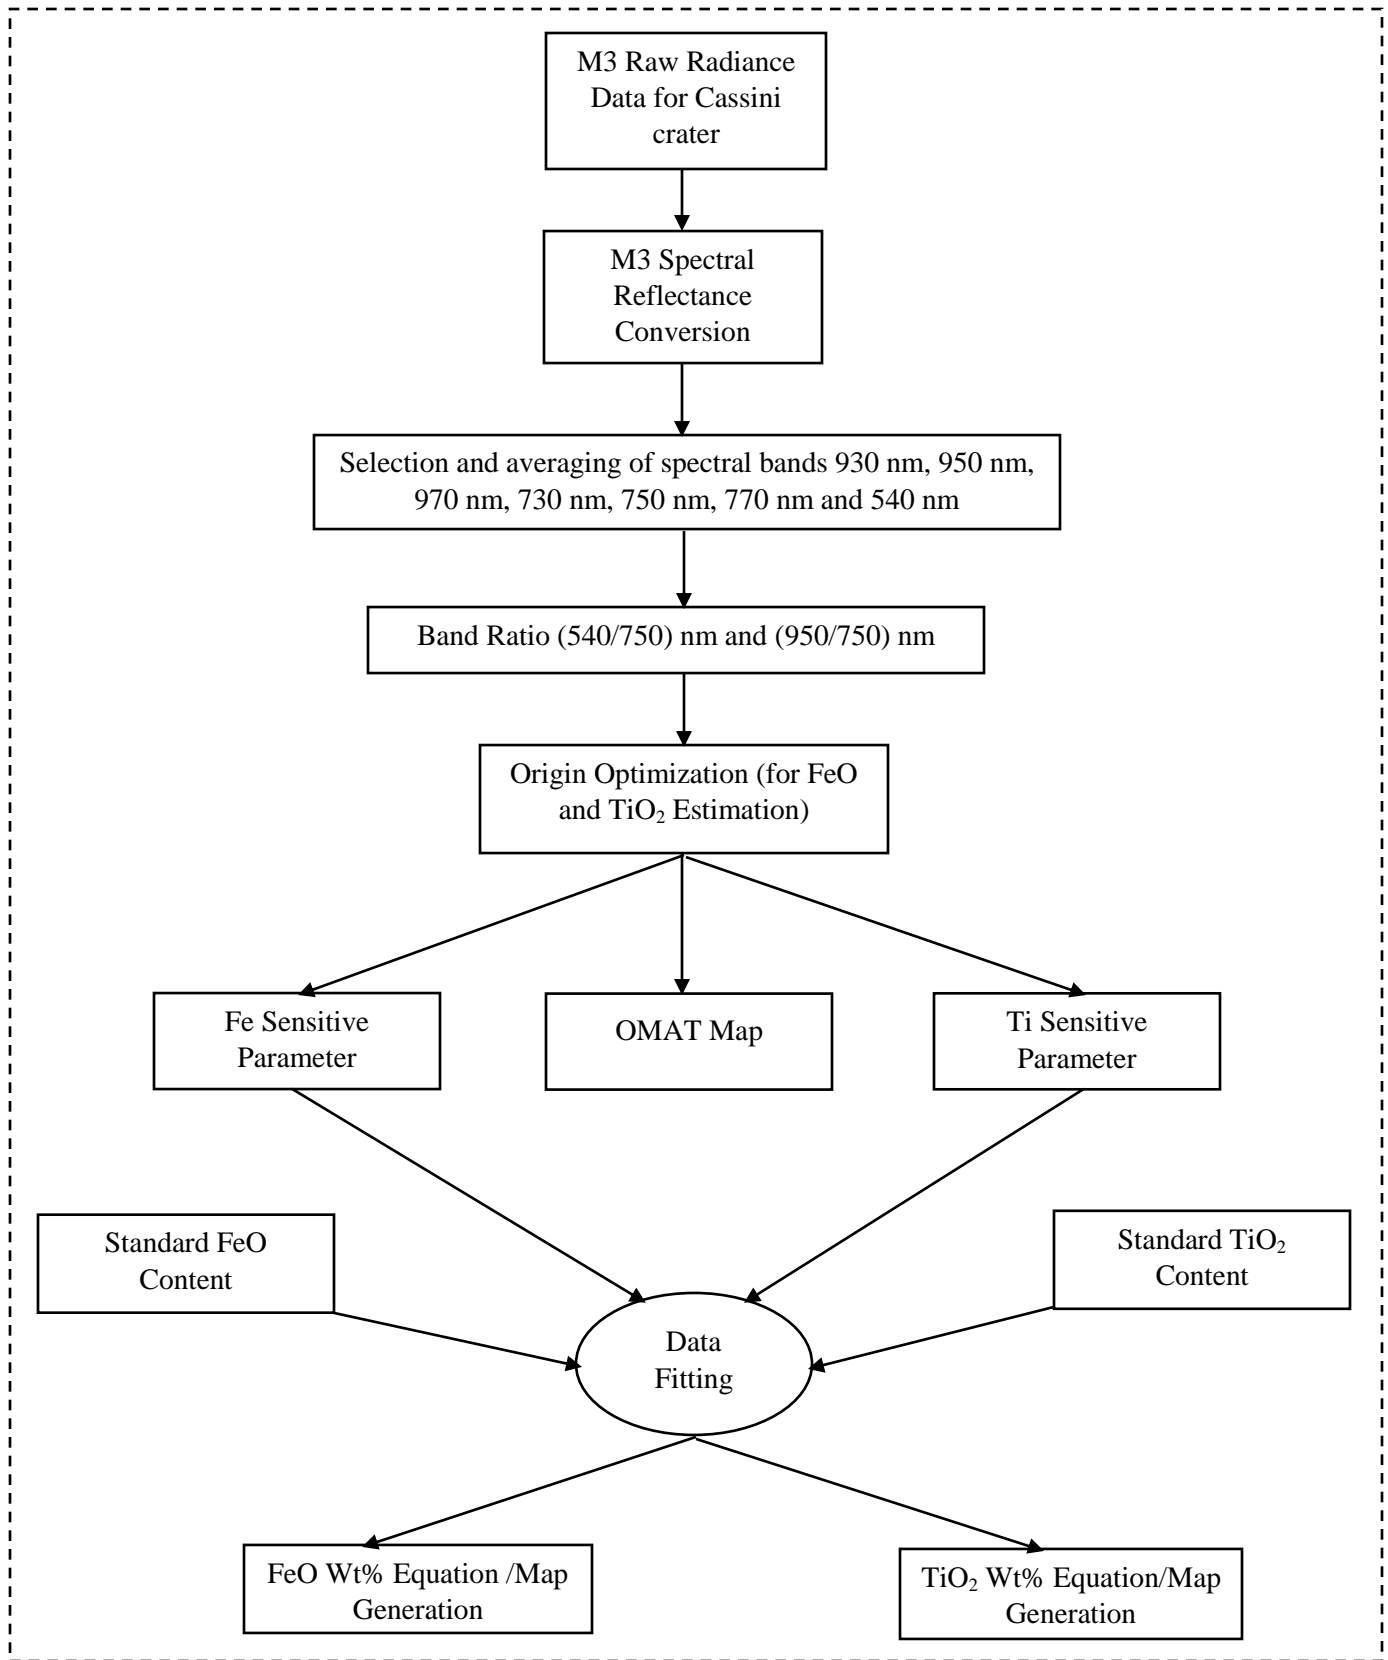 M3 Raw Radiance
Data for Cassini
crater
M3 Spectral
Reflectance
Conversion
Selection and averaging of spectral bands 930 nm, 950 nm,
970 nm, 730 nm, 750 nm, 770 nm and 540 nm
Band Ratio (540/750) nm and (950/750) nm
Origin Optimization (for FeO
and TiO₂ Estimation)
Fe Sensitive
Parameter
OMAT Map
Ti Sensitive
Parameter
Standard FeO
Content
Standard TiO₂
Content
Data
Fitting
FeO Wt% Equation /Map
Generation
TiO₂ Wt% Equation/Map
Generation